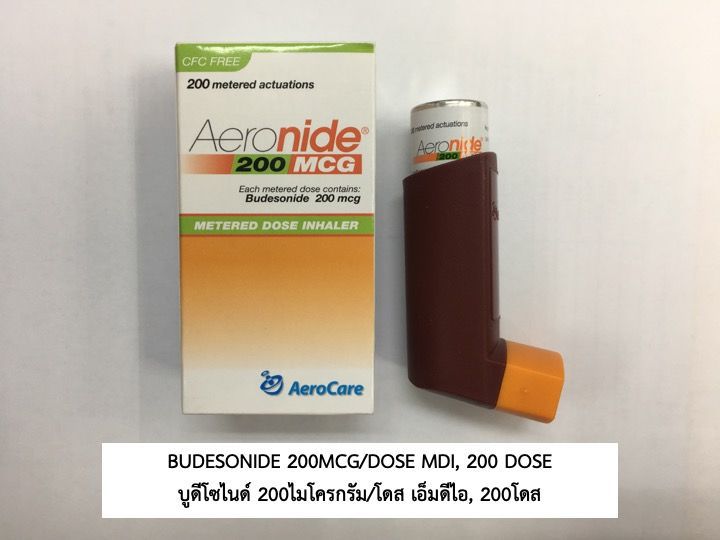 CFC FREE
200 metered actuations
Aeronide®
200 MCG
Each metered dose contains:
Budesonide 200 mcg
METERED DOSE INHALER
AeroCare
metered actuations
Aeronide
200 MCG
BUDESONIDE 200MCG/DOSE MDI, 200 DOSE
บูดีโซไนด์ 200ไมโครกรัม/โดส เอ็มดีไอ, 200โดส